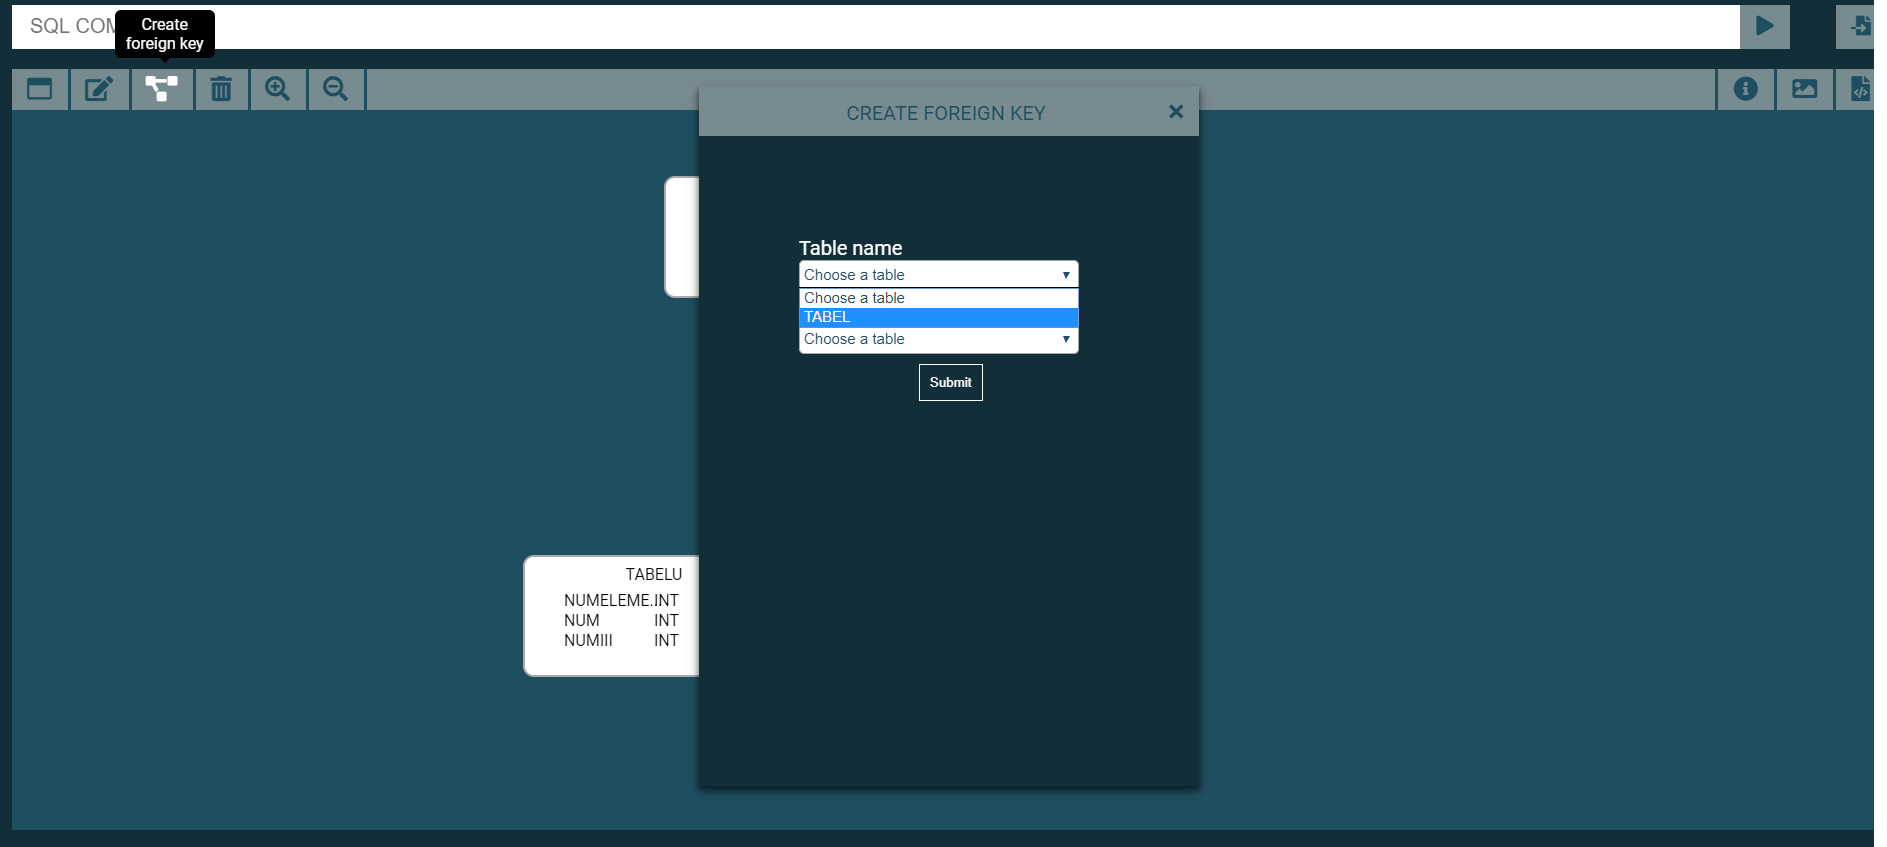 SQL COM
Create
foreign key
CREATE FOREIGN KEY
Table name
Choose a table
Choose a table
TABEL
Choose a table
Submit
TABELU
NUMELEME.. INT
NUM INT
NUMIII INT